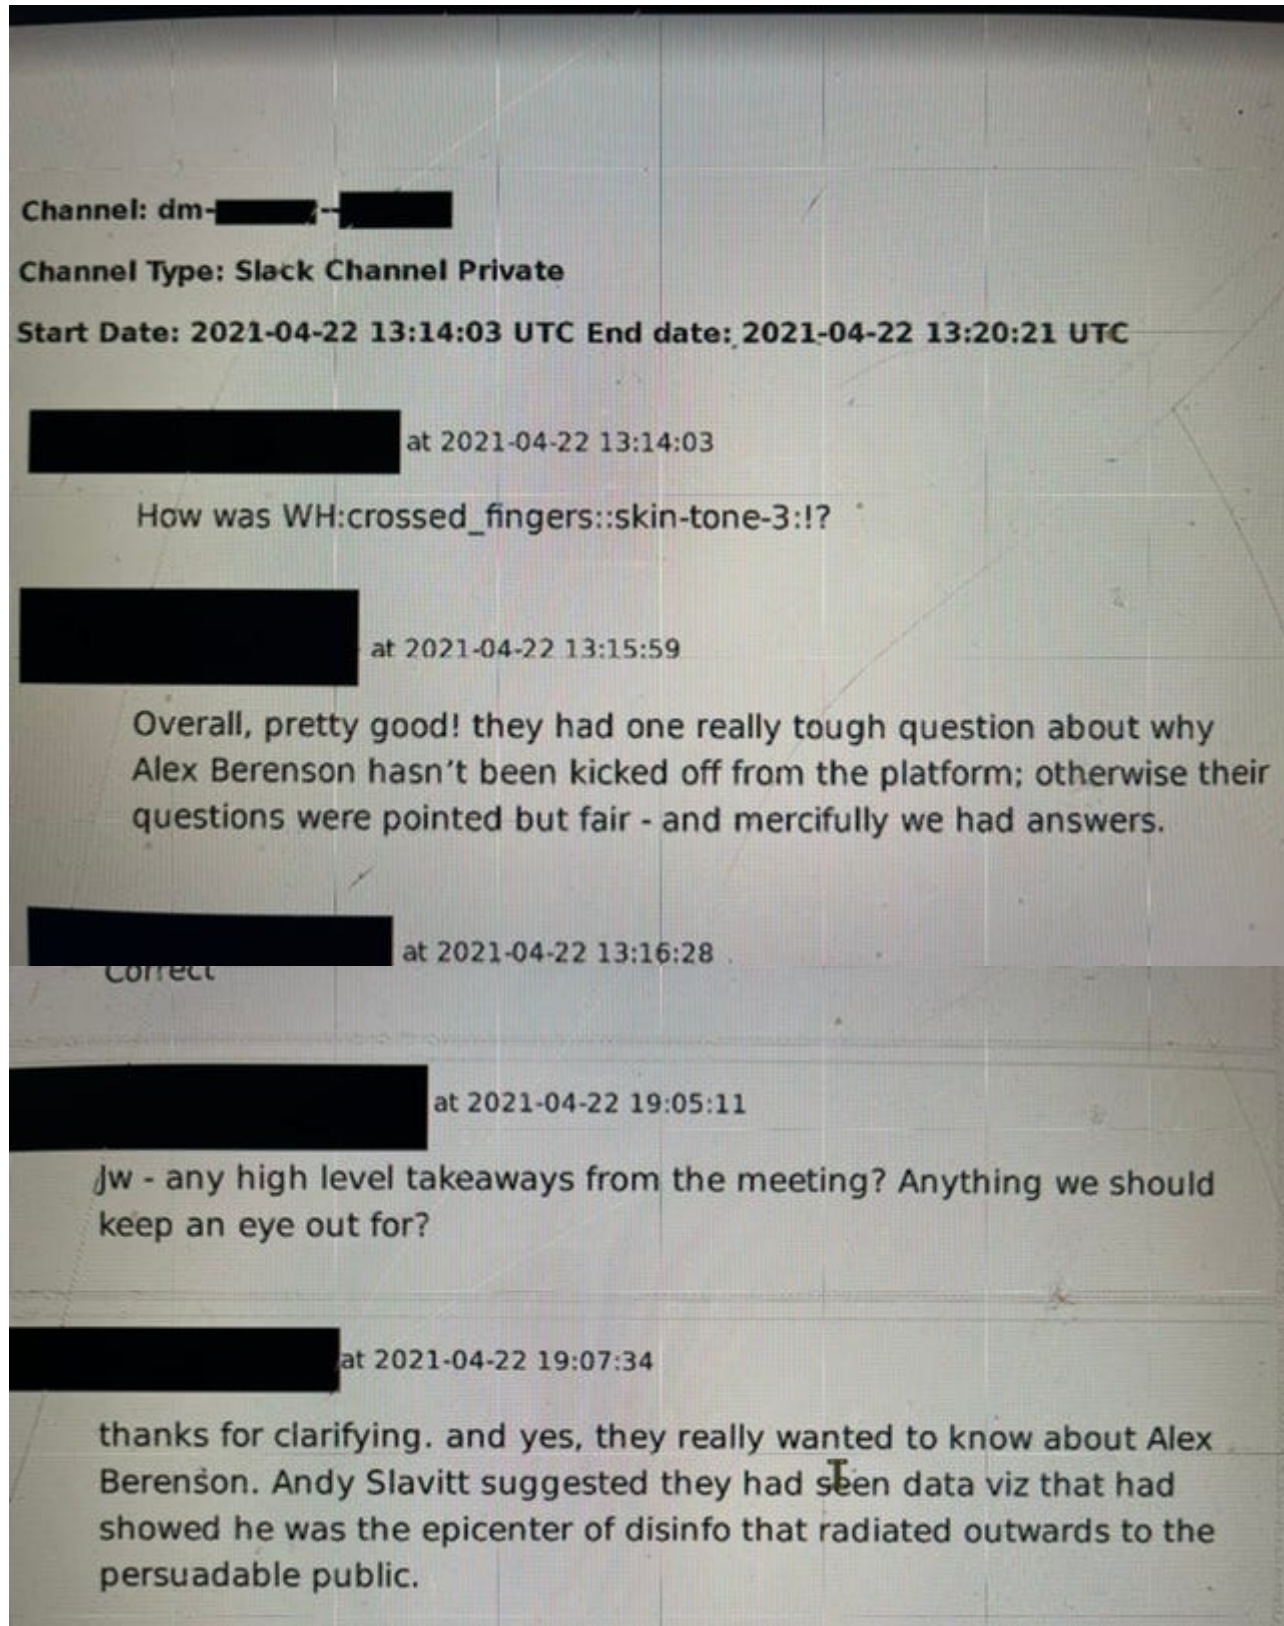 Channel: dm- --
Channel Type: Slack Channel Private
Start Date: 2021-04-22 13:14:03 UTC End date: 2021-04-22 13:20:21 UTC
at 2021-04-22 13:14:03
How was WH:crossed_fingers::skin-tone-3:!?
at 2021-04-22 13:15:59
Overall, pretty good! they had one really tough question about why
Alex Berenson hasn't been kicked off from the platform; otherwise their
questions were pointed but fair - and mercifully we had answers.
at 2021-04-22 13:16:28
Correct
at 2021-04-22 19:05:11
Jw - any high level takeaways from the meeting? Anything we should
keep an eye out for?
at 2021-04-22 19:07:34
thanks for clarifying. and yes, they really wanted to know about Alex
Berenson. Andy Slavitt suggested they had seen data viz that had
showed he was the epicenter of disinfo that radiated outwards to the
persuadable public.